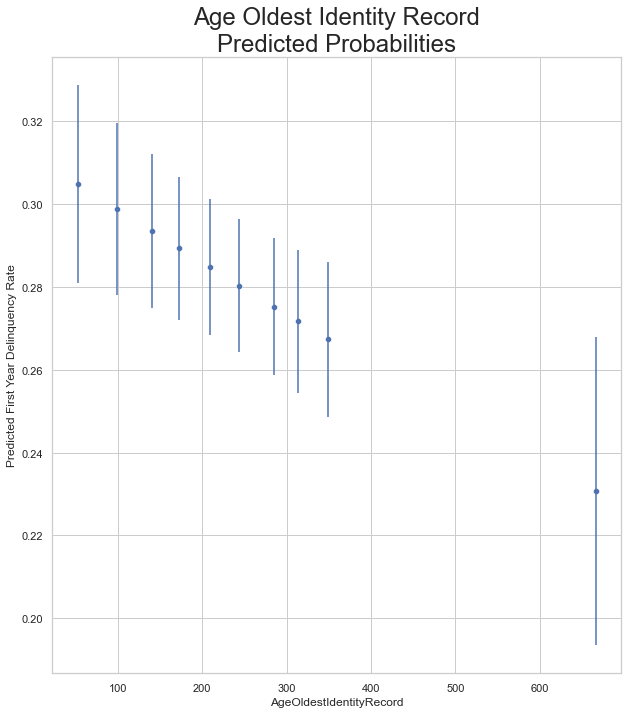 Age Oldest Identity Record
Predicted Probabilities
Predicted First Year Delinquency Rate
0.32
0.30
0.28
0.26
0.24
0.22
0.20
100 200 300 400 500 600
AgeOldestIdentityRecord